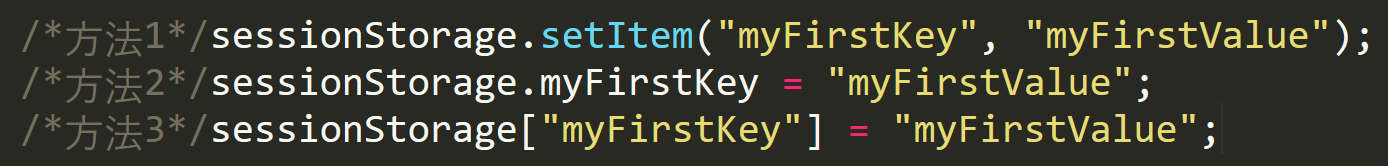 /*方法1*/sessionStorage.setItem("myFirstKey", "myFirstValue");
/*方法2*/sessionStorage.myFirstKey = "myFirstValue";
/*方法3*/sessionStorage["myFirstKey"] = "myFirstValue";